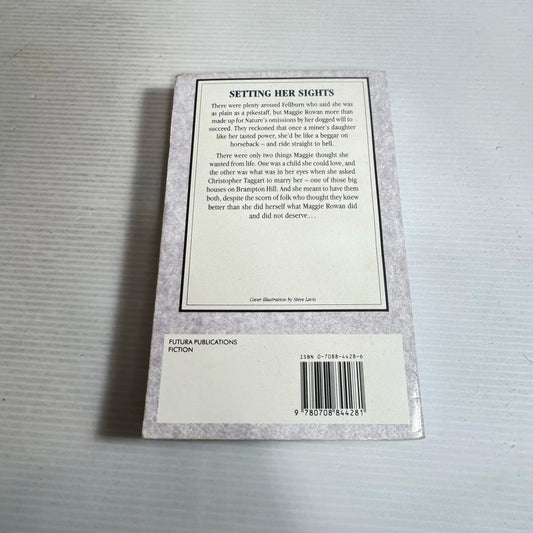 SETTING HER SIGHTS
There were plenty around Fellburn who said she was
as plain as a pikestaff, but Maggie Rowan more than
made up for Nature's omissions by her dogged will to
succeed. They reckoned that once a miner's daughter
like her tasted power, she'd be like a beggar on
horseback – and ride straight to hell.
There were only two things Maggie thought she
wanted from life. One was a child she could love, and
the other was what was in her eyes when she asked
Christopher Taggart to marry her – one of those big
houses on Brampton Hill. And she meant to have them
both, despite the scorn of folk who thought they knew
better than she did herself what Maggie Rowan did
and did not deserve...
Cover illustration by Steve Lavis
FUTURA PUBLICATIONS
FICTION
ISBN 0-7088-4428-6
9 780708 844281